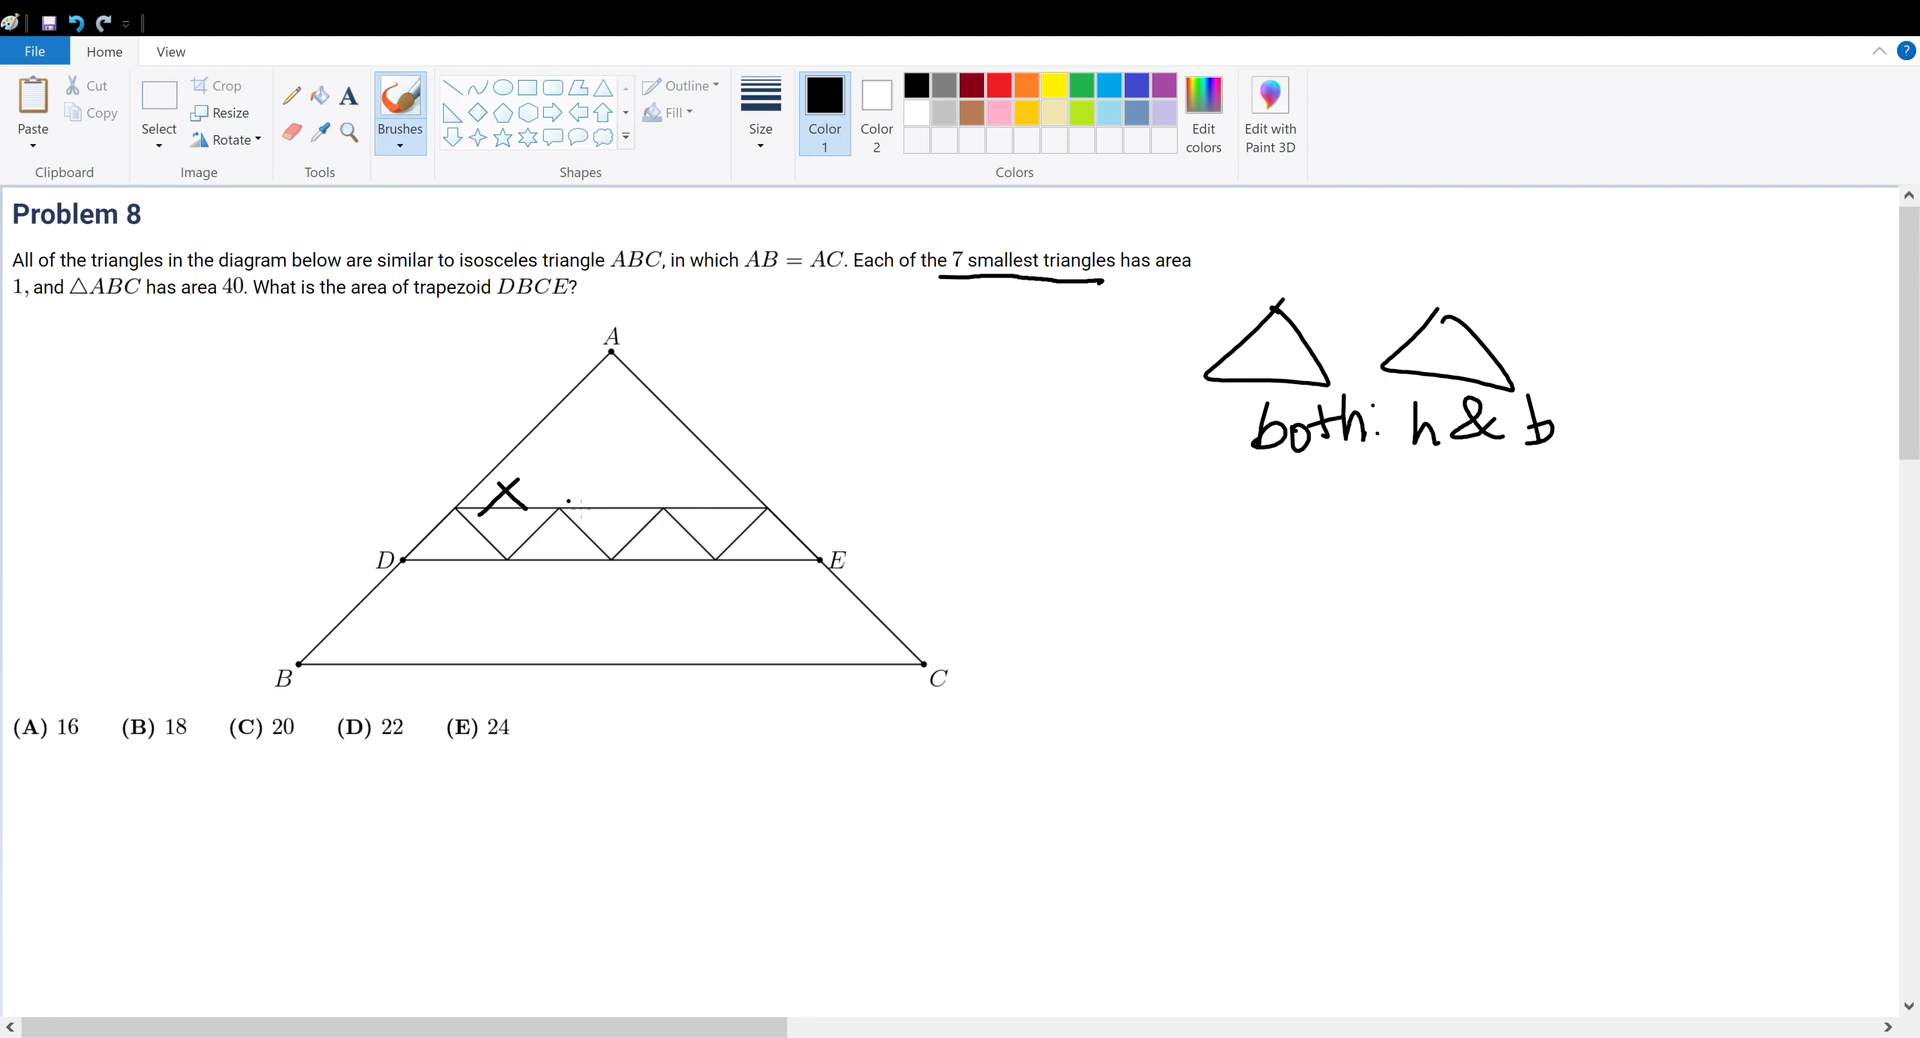 File Home View
Paste
Cut
Copy
Clipboard
Select
Crop
Resize
Rotate
Image
A
Tools
Brushes
Shapes
Outline
Fill
Size
Color 1
Color 2
Colors
Edit colors
Edit with Paint 3D
?
Problem 8
All of the triangles in the diagram below are similar to isosceles triangle ABC, in which AB = AC. Each of the 7 smallest triangles has area
1, and △ABC has area 40. What is the area of trapezoid DBCE?
A
x
D
E
B
C
both: h & b
(A) 16 (B) 18 (C) 20 (D) 22 (E) 24